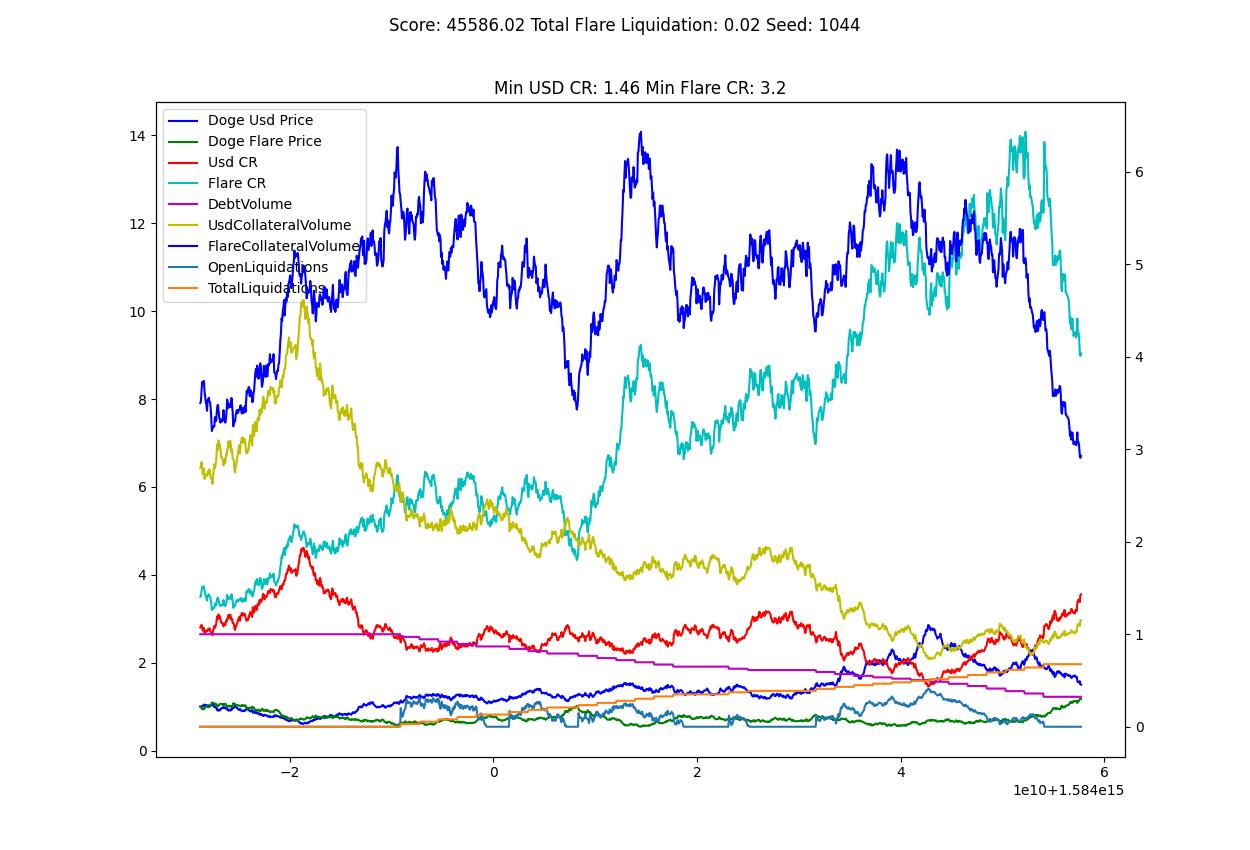 Score: 45586.02 Total Flare Liquidation: 0.02 Seed: 1044
Min USD CR: 1.46 Min Flare CR: 3.2
Doge Usd Price
Doge Flare Price
Usd CR
Flare CR
DebtVolume
UsdCollateralVolume
FlareCollateralVolume
OpenLiquidations
TotalLiquidations
14
12
10
8
6
4
2
0
6
5
4
3
2
1
0
−2
0
2
4
6
1e10+1.584e15